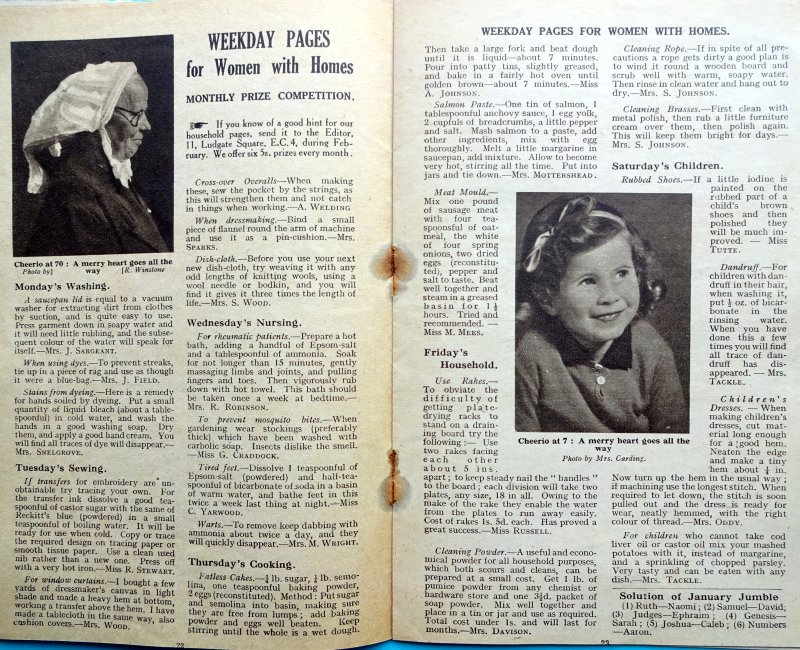 WEEKDAY PAGES
for Women with Homes
MONTHLY PRIZE COMPETITION.
If you know of a good hint for our
household pages, send it to the Editor,
11, Ludgate Square, E.C.4, during Feb-
ruary. We offer six 5s. prizes every month.
Cheerio at 70 : A merry heart goes all the
way
Photo by] [R. Winstone
Monday's Washing.
A saucepan lid is equal to a vacuum
washer for extracting dirt from clothes
by suction, and is quite easy to use.
Press garment down in soapy water and
it will need little rubbing, and the subse-
quent colour of the water will speak for
itself.—Mrs. J. SARGEANT.
When using dyes.—To prevent streaks,
tie up in a piece of rag and use as though
it were a blue-bag.—Mrs. J. FIELD.
Stains from dyeing.—Here is a remedy
for hands soiled by dyeing. Put a small
quantity of liquid bleach (about a table-
spoonful) in cold water, and wash the
hands in a good washing soap. Dry
them, and apply a good hand cream. You
will find all traces of dye will disappear.—
Mrs. SNELGROVE.
Tuesday's Sewing.
If transfers for embroidery are un-
obtainable try tracing your own. For
the transfer ink dissolve a good tea-
spoonful of castor sugar with the same of
Reckitt's blue (powdered) in a small
teaspoonful of boiling water. It will be
ready for use when cold. Copy or trace
the required design on tracing paper or
smooth tissue paper. Use a clean used
nib rather than a new one. Press off
with a very hot iron.—Miss R. STEWART.
For window curtains.—I bought a few
yards of dressmaker's canvas in light
shade and made a heavy hem at bottom,
working a transfer above the hem. I have
made a tablecloth in the same way, also
cushion covers.—Mrs. WOOD.
Cross-over Overalls—When making
these, sew the pocket by the strings, as
this will strengthen them and not catch
in things when working.—A. WELDING
When dressmaking.—Bind a small
piece of flannel round the arm of machine
and use it as a pin-cushion.—Mrs.
SPARKS.
Dish-cloth.—Before you use your next
new dish-cloth, try weaving it with any
odd lengths of knitting wools, using a
wool needle or bodkin, and you will
find it gives it three times the length of
life.—Mrs. S. WOOD.
Wednesday's Nursing.
For rheumatic patients.—Prepare a hot
bath, adding a handful of Epsom-salt
and a tablespoonful of ammonia. Soak
for not longer than 15 minutes, gently
massaging limbs and joints, and pulling
fingers and toes. Then vigorously rub
down with hot towel. This bath should
be taken once a week at bedtime.—
Mrs. R. ROBINSON.
To prevent mosquito bites.—When
gardening wear stockings (preferably
thick) which have been washed with
carbolic soap. Insects dislike the smell.
—Miss G. CRADDOCK.
Tired feet.—Dissolve 1 teaspoonful of
Epsom-salt (powdered) and half-tea-
spoonful of bicarbonate of soda in a basin
of warm water, and bathe feet in this
twice a week last thing at night.—Miss
C. YARWOOD.
Warts.—To remove keep dabbing with
ammonia about twice a day, and they
will quickly disappear.—Mrs. M. WRIGHT.
Thursday's Cooking.
Fatless Cakes.—¼ lb. sugar, ¼ lb. semo-
lina, one teaspoonful baking powder,
2 eggs (reconstituted), Method : Put sugar
and semolina into basin, making sure
they are free from lumps ; add baking
powder and eggs well beaten. Keep
stirring until the whole is a wet dough.
22
WEEKDAY PAGES FOR WOMEN WITH HOMES.
Then take a large fork and beat dough
until it is liquid—about 7 minutes.
Pour into patty tins, slightly greased,
and bake in a fairly hot oven until
golden brown—about 7 minutes.—Miss
A. JOHNSON.
Salmon Paste.—One tin of salmon, 1
tablespoonful anchovy sauce, 1 egg yolk,
2 cupfuls of breadcrumbs, a little pepper
and salt. Mash salmon to a paste, add
other ingredients, mix with egg
thoroughly. Melt a little margarine in
saucepan, add mixture. Allow to become
very hot, stirring all the time. Put into
jars and tie down.—Mrs. MOTTERSHEAD.
Meat Mould.—
Mix one pound
of sausage meat
with four tea-
spoonful of oat-
meal, the white
of four spring
onions, two dried
eggs (reconstitu-
ted), pepper and
salt to taste. Beat
well together and
steam in a greased
basin for 1½
hours. Tried and
recommended. —
Miss M. MEES.
Friday's
Household.
Use Rakes.—
To obviate the
difficulty of
getting plate-
drying racks to
stand on a drain-
ing board try the
following :— Use
two rakes facing
each other
about 5 ins.
apart ; to keep steady nail the “ handles ”
to the board ; each division will take two
plates, any size, 18 in all. Owing to the
make of the rake they enable the water
from the plates to run away easily.
Cost of rakes 1s. 5d. each. Has proved a
great success.—Miss RUSSELL.
Cleaning Powder.—A useful and econo-
mical powder for all household purposes,
which both scours and cleans, can be
prepared at a small cost. Get 1 lb. of
pumice powder from any chemist or
hardware store and one 3½d. packet of
soap powder. Mix well together and
place in a tin or jar and use as required.
Total cost under 1s. and will last for
months.—Mrs. DAVISON.
Cleaning Rope.—If in spite of all pre-
cautions a rope gets dirty a good plan is
to wind it round a wooden board and
scrub well with warm, soapy water.
Then rinse in clean water and hang out to
dry.—Mrs. S. JOHNSON.
Cleaning Brasses.—First clean with
metal polish, then rub a little furniture
cream over them, then polish again.
This will keep them bright for days.—
Mrs. S. JOHNSON.
Saturday's Children.
Rubbed Shoes.—If a little iodine is
painted on the
rubbed part of a
child's brown
shoes and then
polished they
will be much im-
proved. — Miss
TUTTE.
Dandruff.—For
children with dan-
druff in their hair,
when washing it,
put ½ oz. of bicar-
bonate in the
rinsing water.
When you have
done this a few
times you will find
all trace of dan-
druff has dis-
appeared. — Mrs.
TACKLE.
Children's
Dresses. — When
making children's
dresses, cut mat-
erial long enough
for a good hem.
Neaten the edge
and make a tiny
hem about ¼ in.
Now turn up the hem in the usual way ;
if machining use the longest stitch. When
required to let down, the stitch is soon
pulled out and the dress is ready for
wear, neatly hemmed, with the right
colour of thread.—Mrs. ODDY.
For children who cannot take cod
liver oil or castor oil mix your mashed
potatoes with it, instead of margarine,
and a sprinkling of chopped parsley.
Very tasty and can be eaten with any
dish.—Mrs. TACKLE.
Cheerio at 7 : A merry heart goes all the
way
Photo by Mrs. Carding.
Solution of January Jumble
(1) Ruth—Naomi ; (2) Samuel—David;
(3) Judges—Ephraim ; (4) Genesis—
Sarah ; (5) Joshua—Caleb ; (6) Numbers
—Aaron.
23